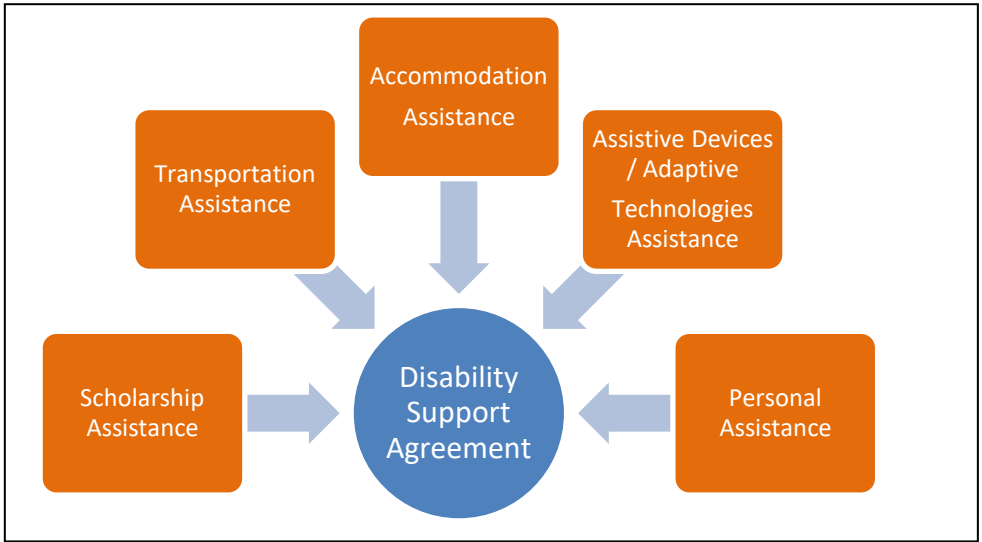 Accommodation
Assistance
Transportation
Assistance
Assistive Devices
/ Adaptive
Technologies
Assistance
Scholarship
Assistance
Disability
Support
Agreement
Personal
Assistance